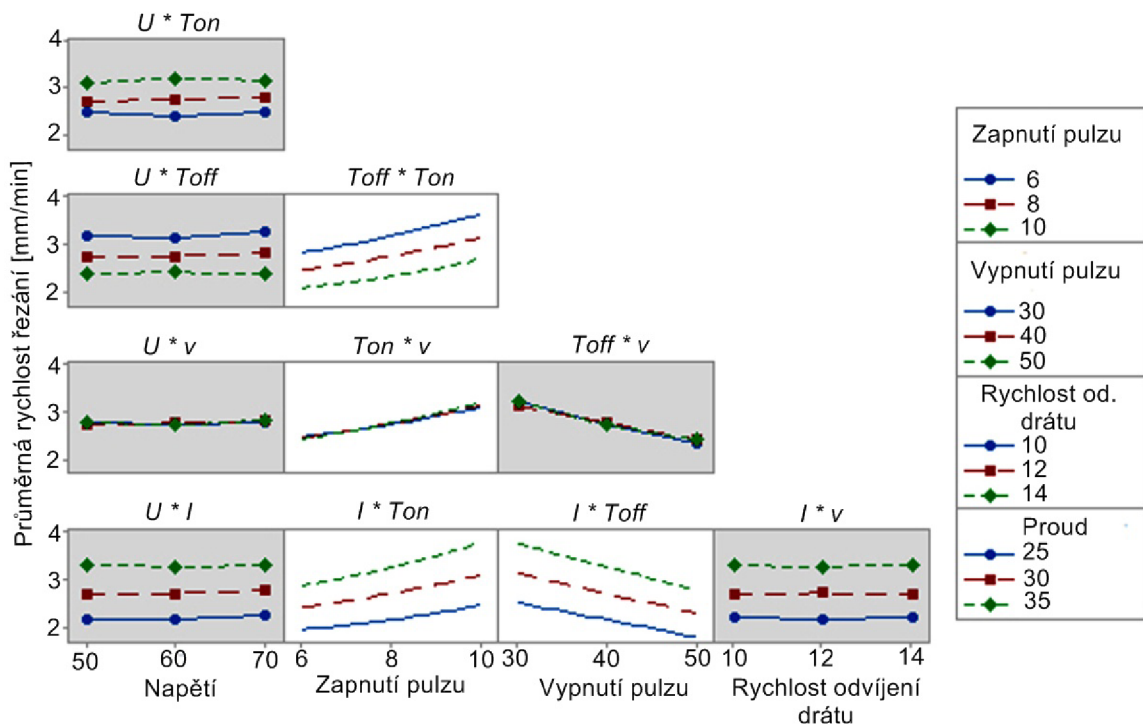 Průměrná rychlost řezání [mm/min]
U * Ton
4
3
2
U * Toff
Toff * Ton
4
3
2
U * v
Ton * v
Toff * v
4
3
2
U * I
I * Ton
I * Toff
I * v
4
3
2
50 60 70
6 8 10
30 40 50
10 12 14
Napětí
Zapnutí pulzu
Vypnutí pulzu
Rychlost odvíjení
drátu
Zapnutí pulzu
6
8
10
Vypnutí pulzu
30
40
50
Rychlost od.
drátu
10
12
14
Proud
25
30
35